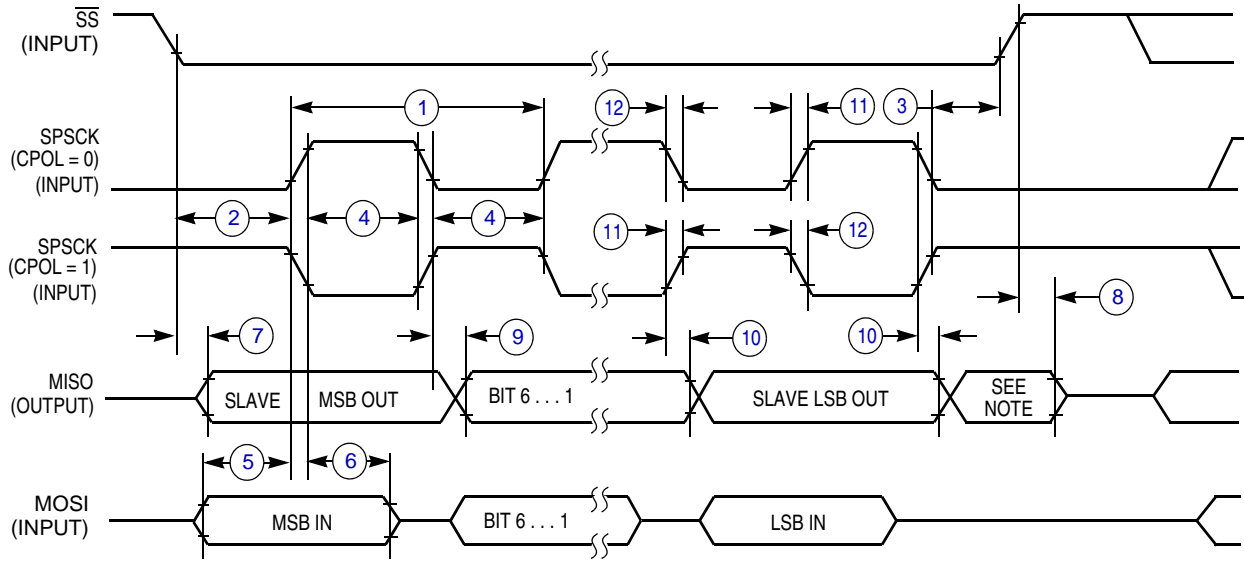 SS
(INPUT)
1
12
11
3
SPSCK
(CPOL = 0)
(INPUT)
2
4
4
SPSCK
(CPOL = 1)
(INPUT)
11
12
8
7
9
10
10
MISO
(OUTPUT)
SLAVE MSB OUT
BIT 6 . . . 1
SLAVE LSB OUT
SEE
NOTE
5
6
MOSI
(INPUT)
MSB IN
BIT 6 . . . 1
LSB IN